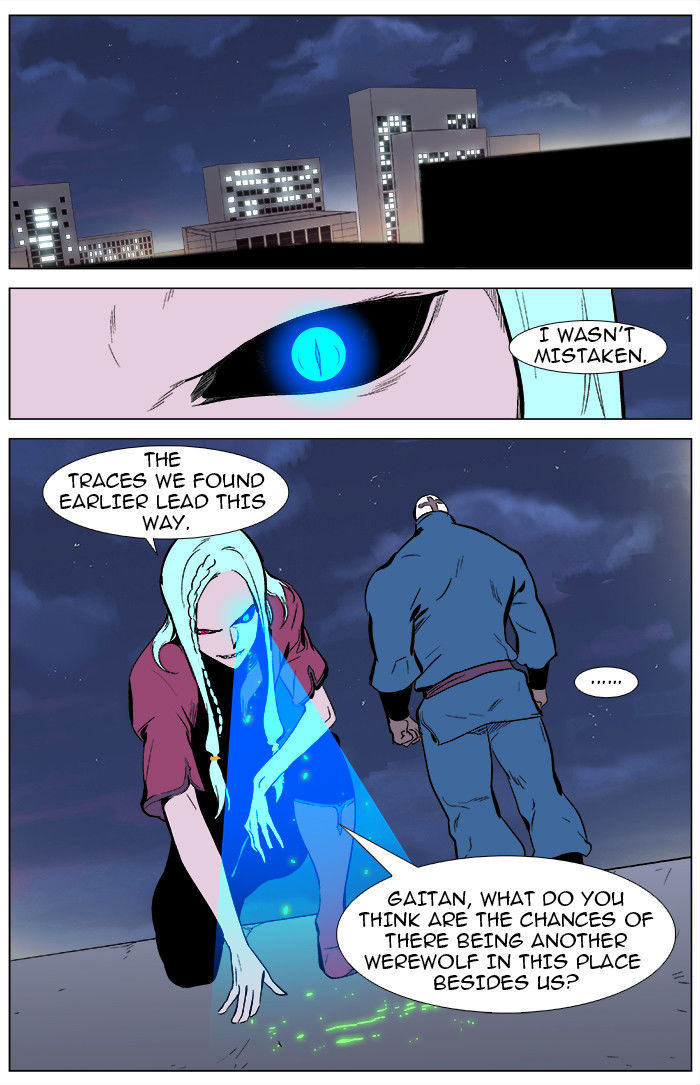 I WASN'T
MISTAKEN.
THE
TRACES WE FOUND
EARLIER LEAD THIS
WAY.
......
GAITAN, WHAT DO YOU
THINK ARE THE CHANCES OF
THERE BEING ANOTHER
WEREWOLF IN THIS PLACE
BESIDES US?